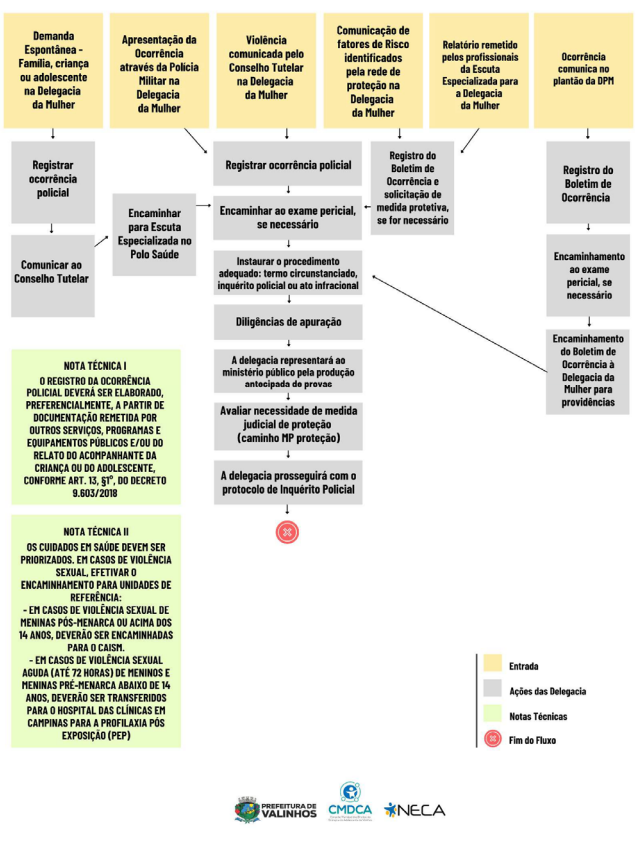 Demanda
Espontânea -
Família, criança
ou adolescente
na Delegacia
da Mulher
Apresentação da
Ocorrência
através da Polícia
Militar na
Delegacia
da Mulher
Violência
comunicada pelo
Conselho Tutelar
na Delegacia
da Mulher
Comunicação de
fatores de Risco
identificados
pela rede de
proteção na
Delegacia
da Mulher
Relatório remetido
pelos profissionais
da Escuta
Especializada para
a Delegacia
da Mulher
Ocorrência
comunica no
plantão da DPM
Registrar
ocorrência
policial
Comunicar ao
Conselho Tutelar
Encaminhar
para Escuta
Especializada no
Polo Saúde
Registrar ocorrência policial
Encaminhar ao exame pericial,
se necessário
Instaurar o procedimento
adequado: termo circunstanciado,
inquérito policial ou ato infracional
Diligências de apuração
A delegacia representará ao
ministério público pela produção
antecipada de provas
Avaliar necessidade de medida
judicial de proteção
(caminho MP proteção)
A delegacia prosseguirá com o
protocolo de Inquérito Policial
Registro do
Boletim de
Ocorrência e
solicitação de
medida protetiva,
se for necessário
Registro do
Boletim de
Ocorrência
Encaminhamento
ao exame
pericial, se
necessário
Encaminhamento
do Boletim de
Ocorrência à
Delegacia da
Mulher para
providências
NOTA TÉCNICA I
O REGISTRO DA OCORRÊNCIA
POLICIAL DEVERÁ SER ELABORADO,
PREFERENCIALMENTE, A PARTIR DE
DOCUMENTAÇÃO REMETIDA POR
OUTROS SERVIÇOS, PROGRAMAS E
EQUIPAMENTOS PÚBLICOS E/OU DO
RELATO DO ACOMPANHANTE DA
CRIANÇA OU DO ADOLESCENTE,
CONFORME ART. 13, §1°, DO DECRETO
9.603/2018
NOTA TÉCNICA II
OS CUIDADOS EM SAÚDE DEVEM SER
PRIORIZADOS. EM CASOS DE VIOLÊNCIA
SEXUAL, EFETIVAR O
ENCAMINHAMENTO PARA UNIDADES DE
REFERÊNCIA:
- EM CASOS DE VIOLÊNCIA SEXUAL DE
MENINAS PÓS-MENARCA OU ACIMA DOS
14 ANOS, DEVERÃO SER ENCAMINHADAS
PARA O CAISM.
- EM CASOS DE VIOLÊNCIA SEXUAL
AGUDA (ATÉ 72 HORAS) DE MENINOS E
MENINAS PRÉ-MENARCA ABAIXO DE 14
ANOS, DEVERÃO SER TRANSFERIDOS
PARA O HOSPITAL DAS CLÍNICAS EM
CAMPINAS PARA A PROFILAXIA PÓS
EXPOSIÇÃO (PEP)
Entrada
Ações das Delegacia
Notas Técnicas
Fim do Fluxo
PREFEITURA DE
VALINHOS
CMDCA
NECA